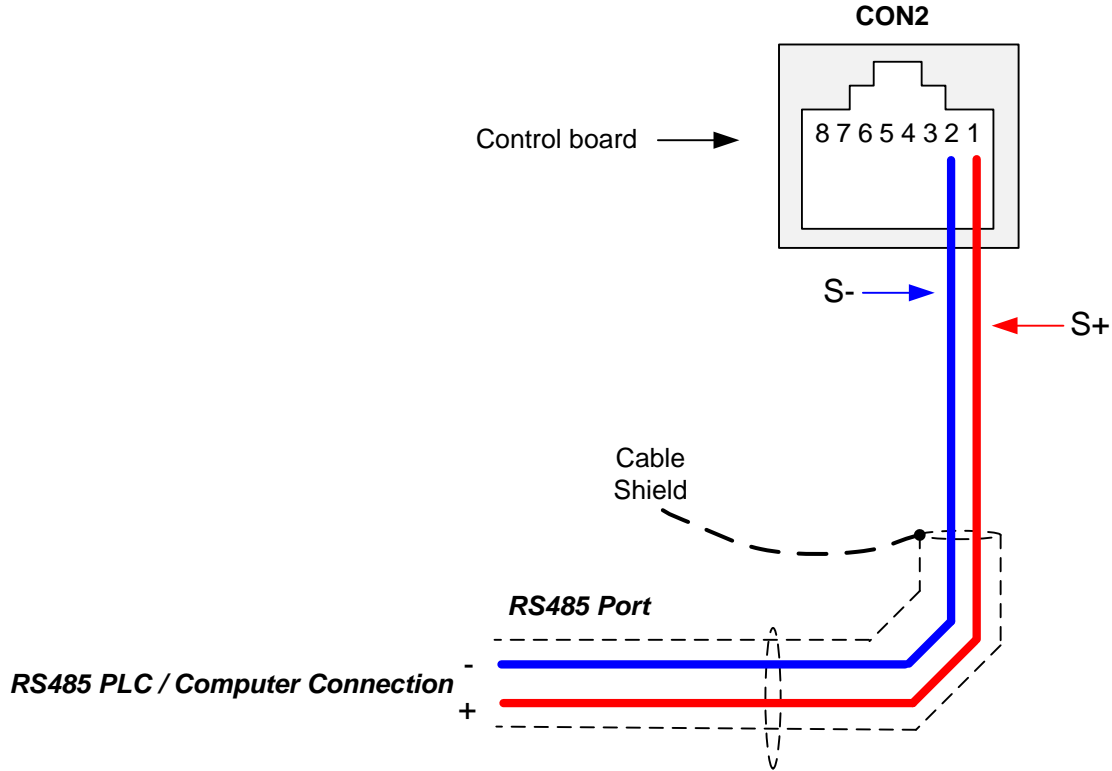 CON2
Control board
8 7 6 5 4 3 2 1
S-
S+
Cable
Shield
RS485 Port
-
RS485 PLC / Computer Connection
+